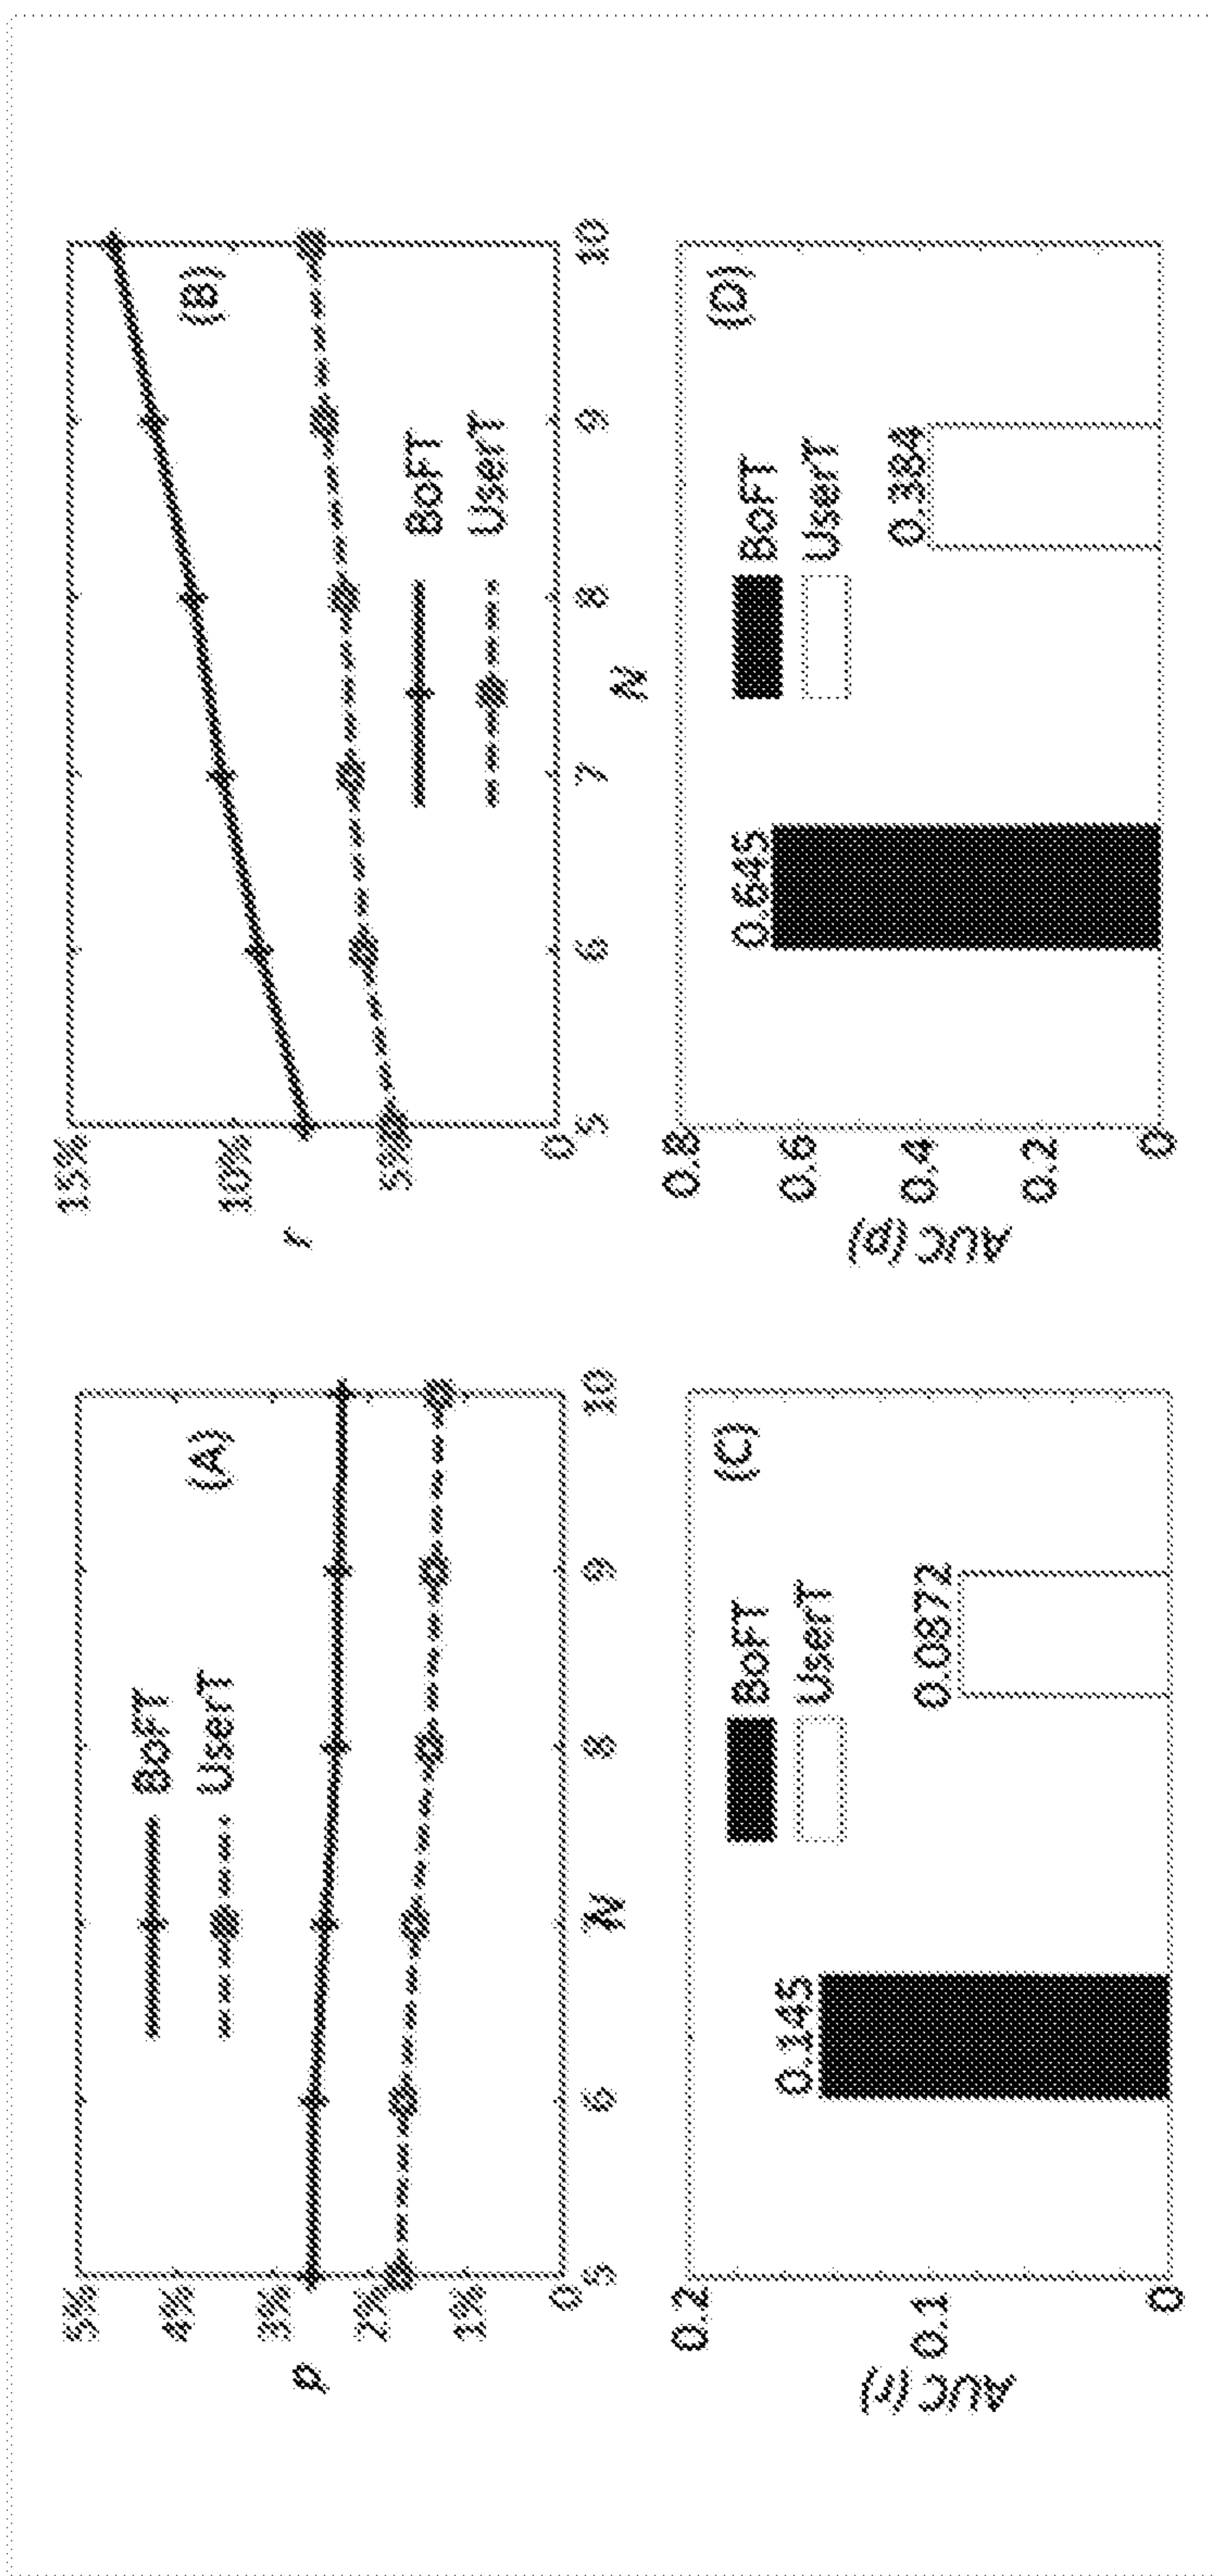 5%
4%
3%
2%
1%
0
p
(A)
BoFT
UserT
5
6
7
8
9
10
N
15%
10%
5%
0
r
(B)
BoFT
UserT
5
6
7
8
9
10
N
0.2
0.1
0
AUC (r)
(C)
BoFT
UserT
0.145
0.0872
0.8
0.6
0.4
0.2
0
AUC (p)
(D)
BoFT
UserT
0.645
0.384